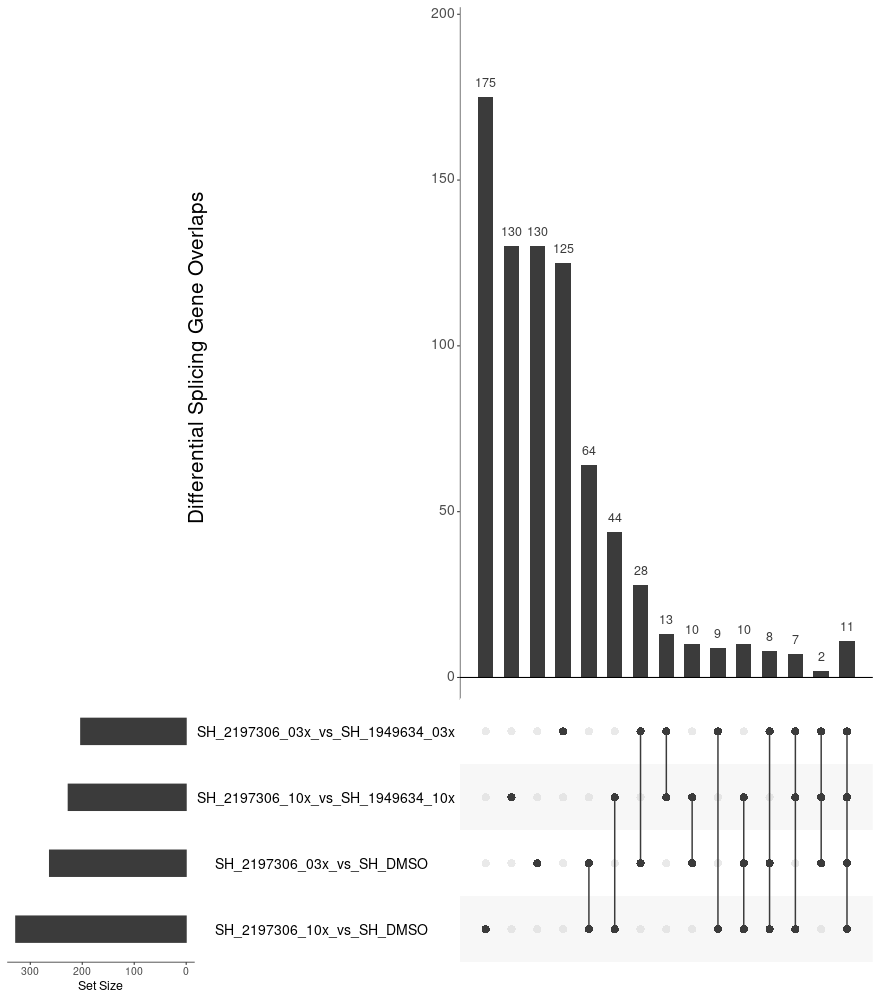 200
175
150
130 130
125
Differential Splicing Gene Overlaps
100
64
50
44
28
13
10
9
10
8
7
2
11
0
SH_2197306_03x_vs_SH_1949634_03x
SH_2197306_10x_vs_SH_1949634_10x
SH_2197306_03x_vs_SH_DMSO
SH_2197306_10x_vs_SH_DMSO
300 200 100 0
Set Size